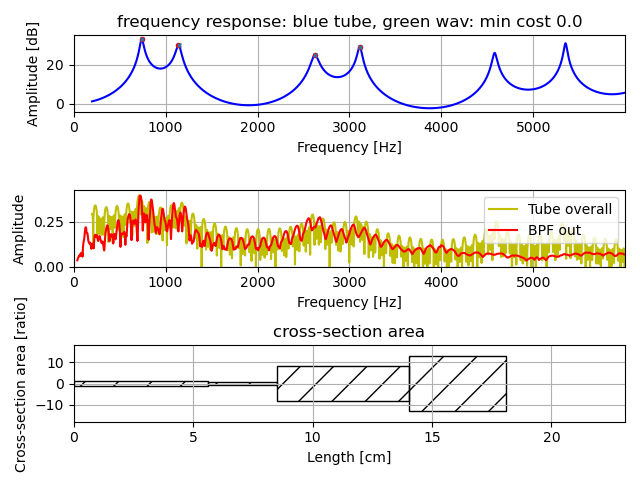 frequency response: blue tube, green wav: min cost 0.0
Amplitude [dB]
20
0
0 1000 2000 3000 4000 5000
Frequency [Hz]
Amplitude
0.25
0.00
Tube overall
BPF out
0 1000 2000 3000 4000 5000
Frequency [Hz]
cross-section area
Cross-section area [ratio]
10
0
−10
0 5 10 15 20
Length [cm]